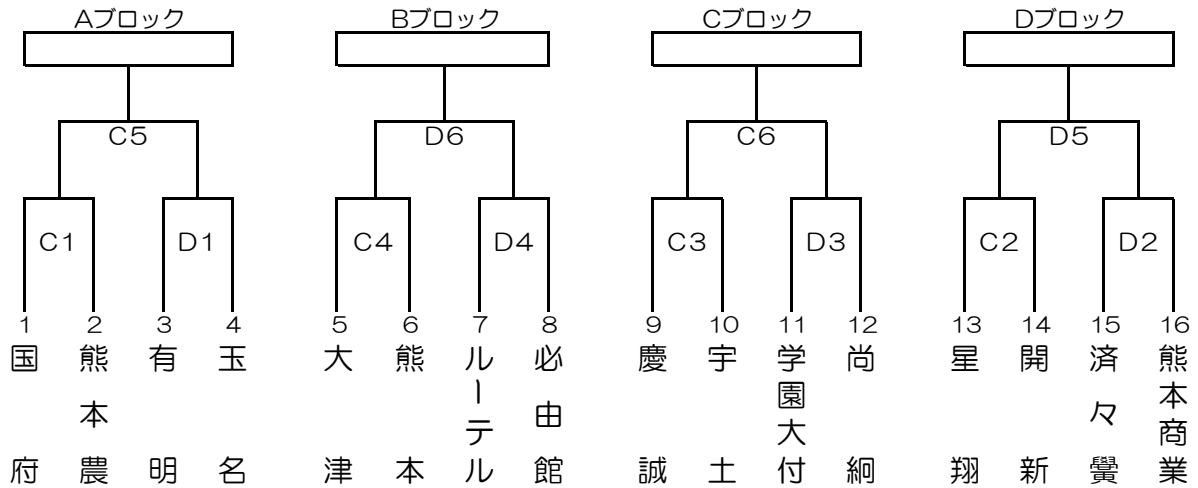 Aブロック
Bブロック
Cブロック
Dブロック
C5
D6
C6
D5
C1
D1
C4
D4
C3
D3
C2
D2
1
2
3
4
5
6
7
8
9
10
11
12
13
14
15
16
国府
熊本農
有明
玉名
大津
熊本
ルーテル
必由館
慶誠
宇土
学園大付
尚絅
星翔
開新
済々黌
熊本商業